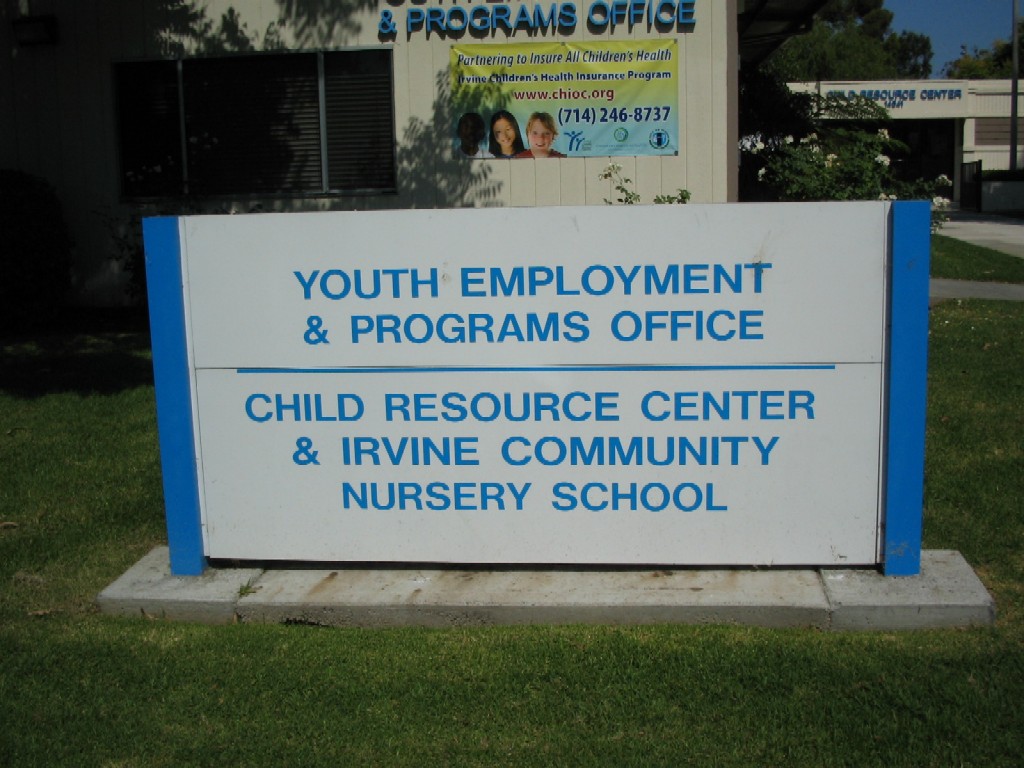 & PROGRAMS OFFICE
Partnering to Insure All Children's Health
Irvine Children's Health Insurance Program
www.chioc.org
(714) 246-8737
CHILD RESOURCE CENTER
YOUTH EMPLOYMENT
& PROGRAMS OFFICE
CHILD RESOURCE CENTER
& IRVINE COMMUNITY
NURSERY SCHOOL